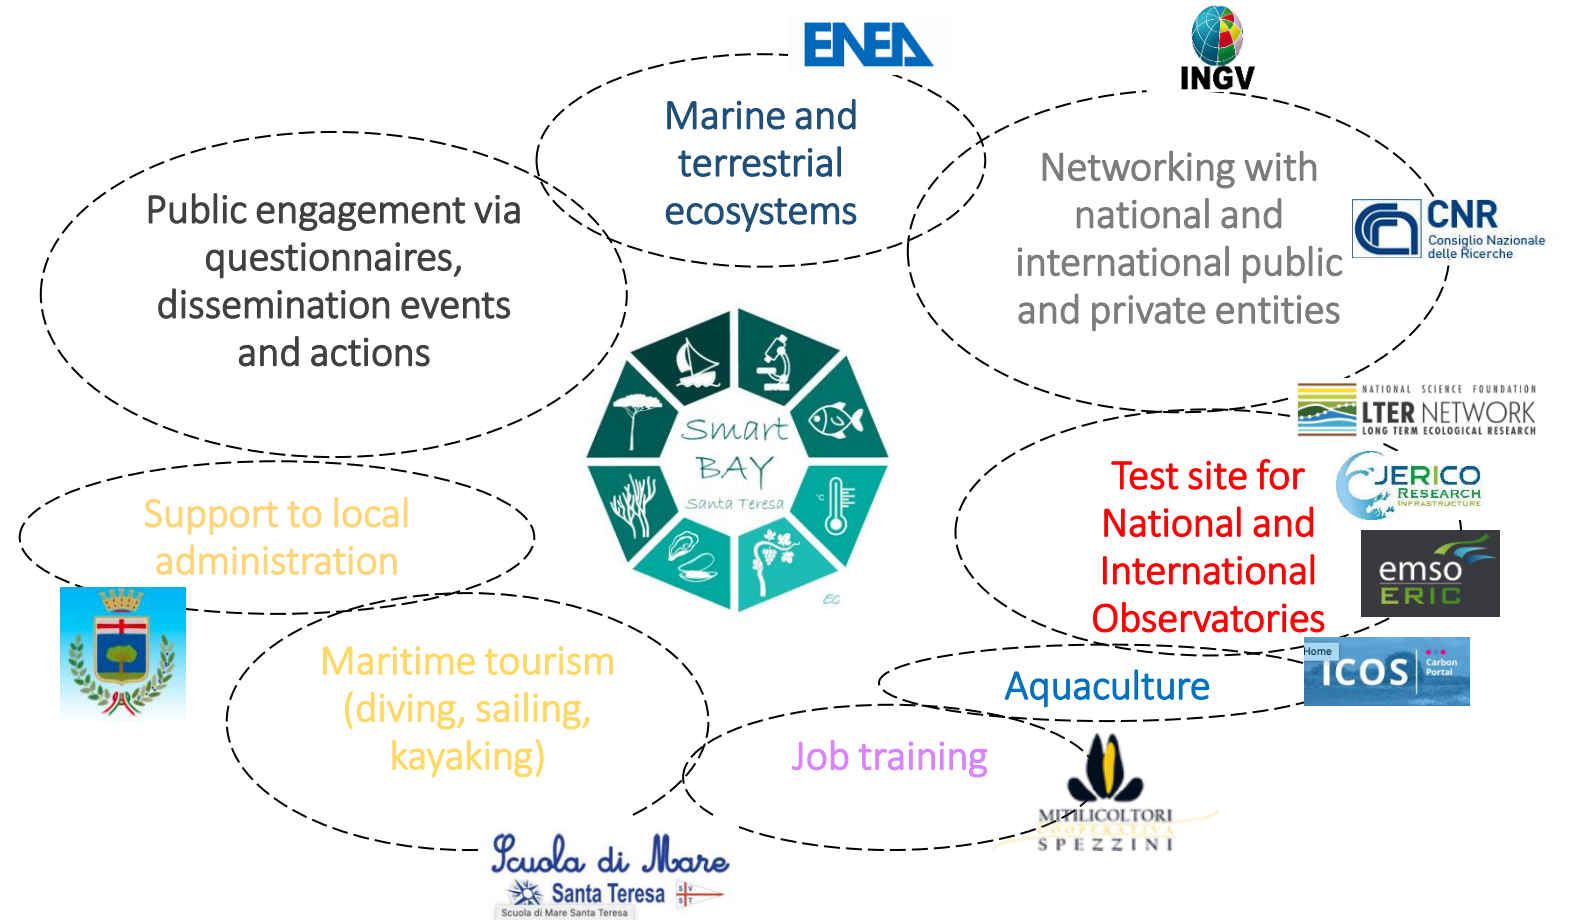 ENEA
INGV
Marine and
terrestrial
ecosystems
Networking with
national and
international public
and private entities
CNR
Consiglio Nazionale
delle Ricerche
Public engagement via
questionnaires,
dissemination events
and actions
Smart
BAY
Santa Teresa
°C
EC
NATIONAL SCIENCE FOUNDATION
LTER NETWORK
LONG TERM ECOLOGICAL RESEARCH
Test site for
National and
International
Observatories
JERICO
RESEARCH
INFRASTRUCTURE
emso
ERIC
Support to local
administration
Home
ICOS
Carbon
Portal
Aquaculture
Maritime tourism
(diving, sailing,
kayaking)
Job training
MITILICOLTORI
COOPERATIVA
SPEZZINI
Scuola di Mare
Santa Teresa
S V
S T
Scuola di Mare Santa Teresa